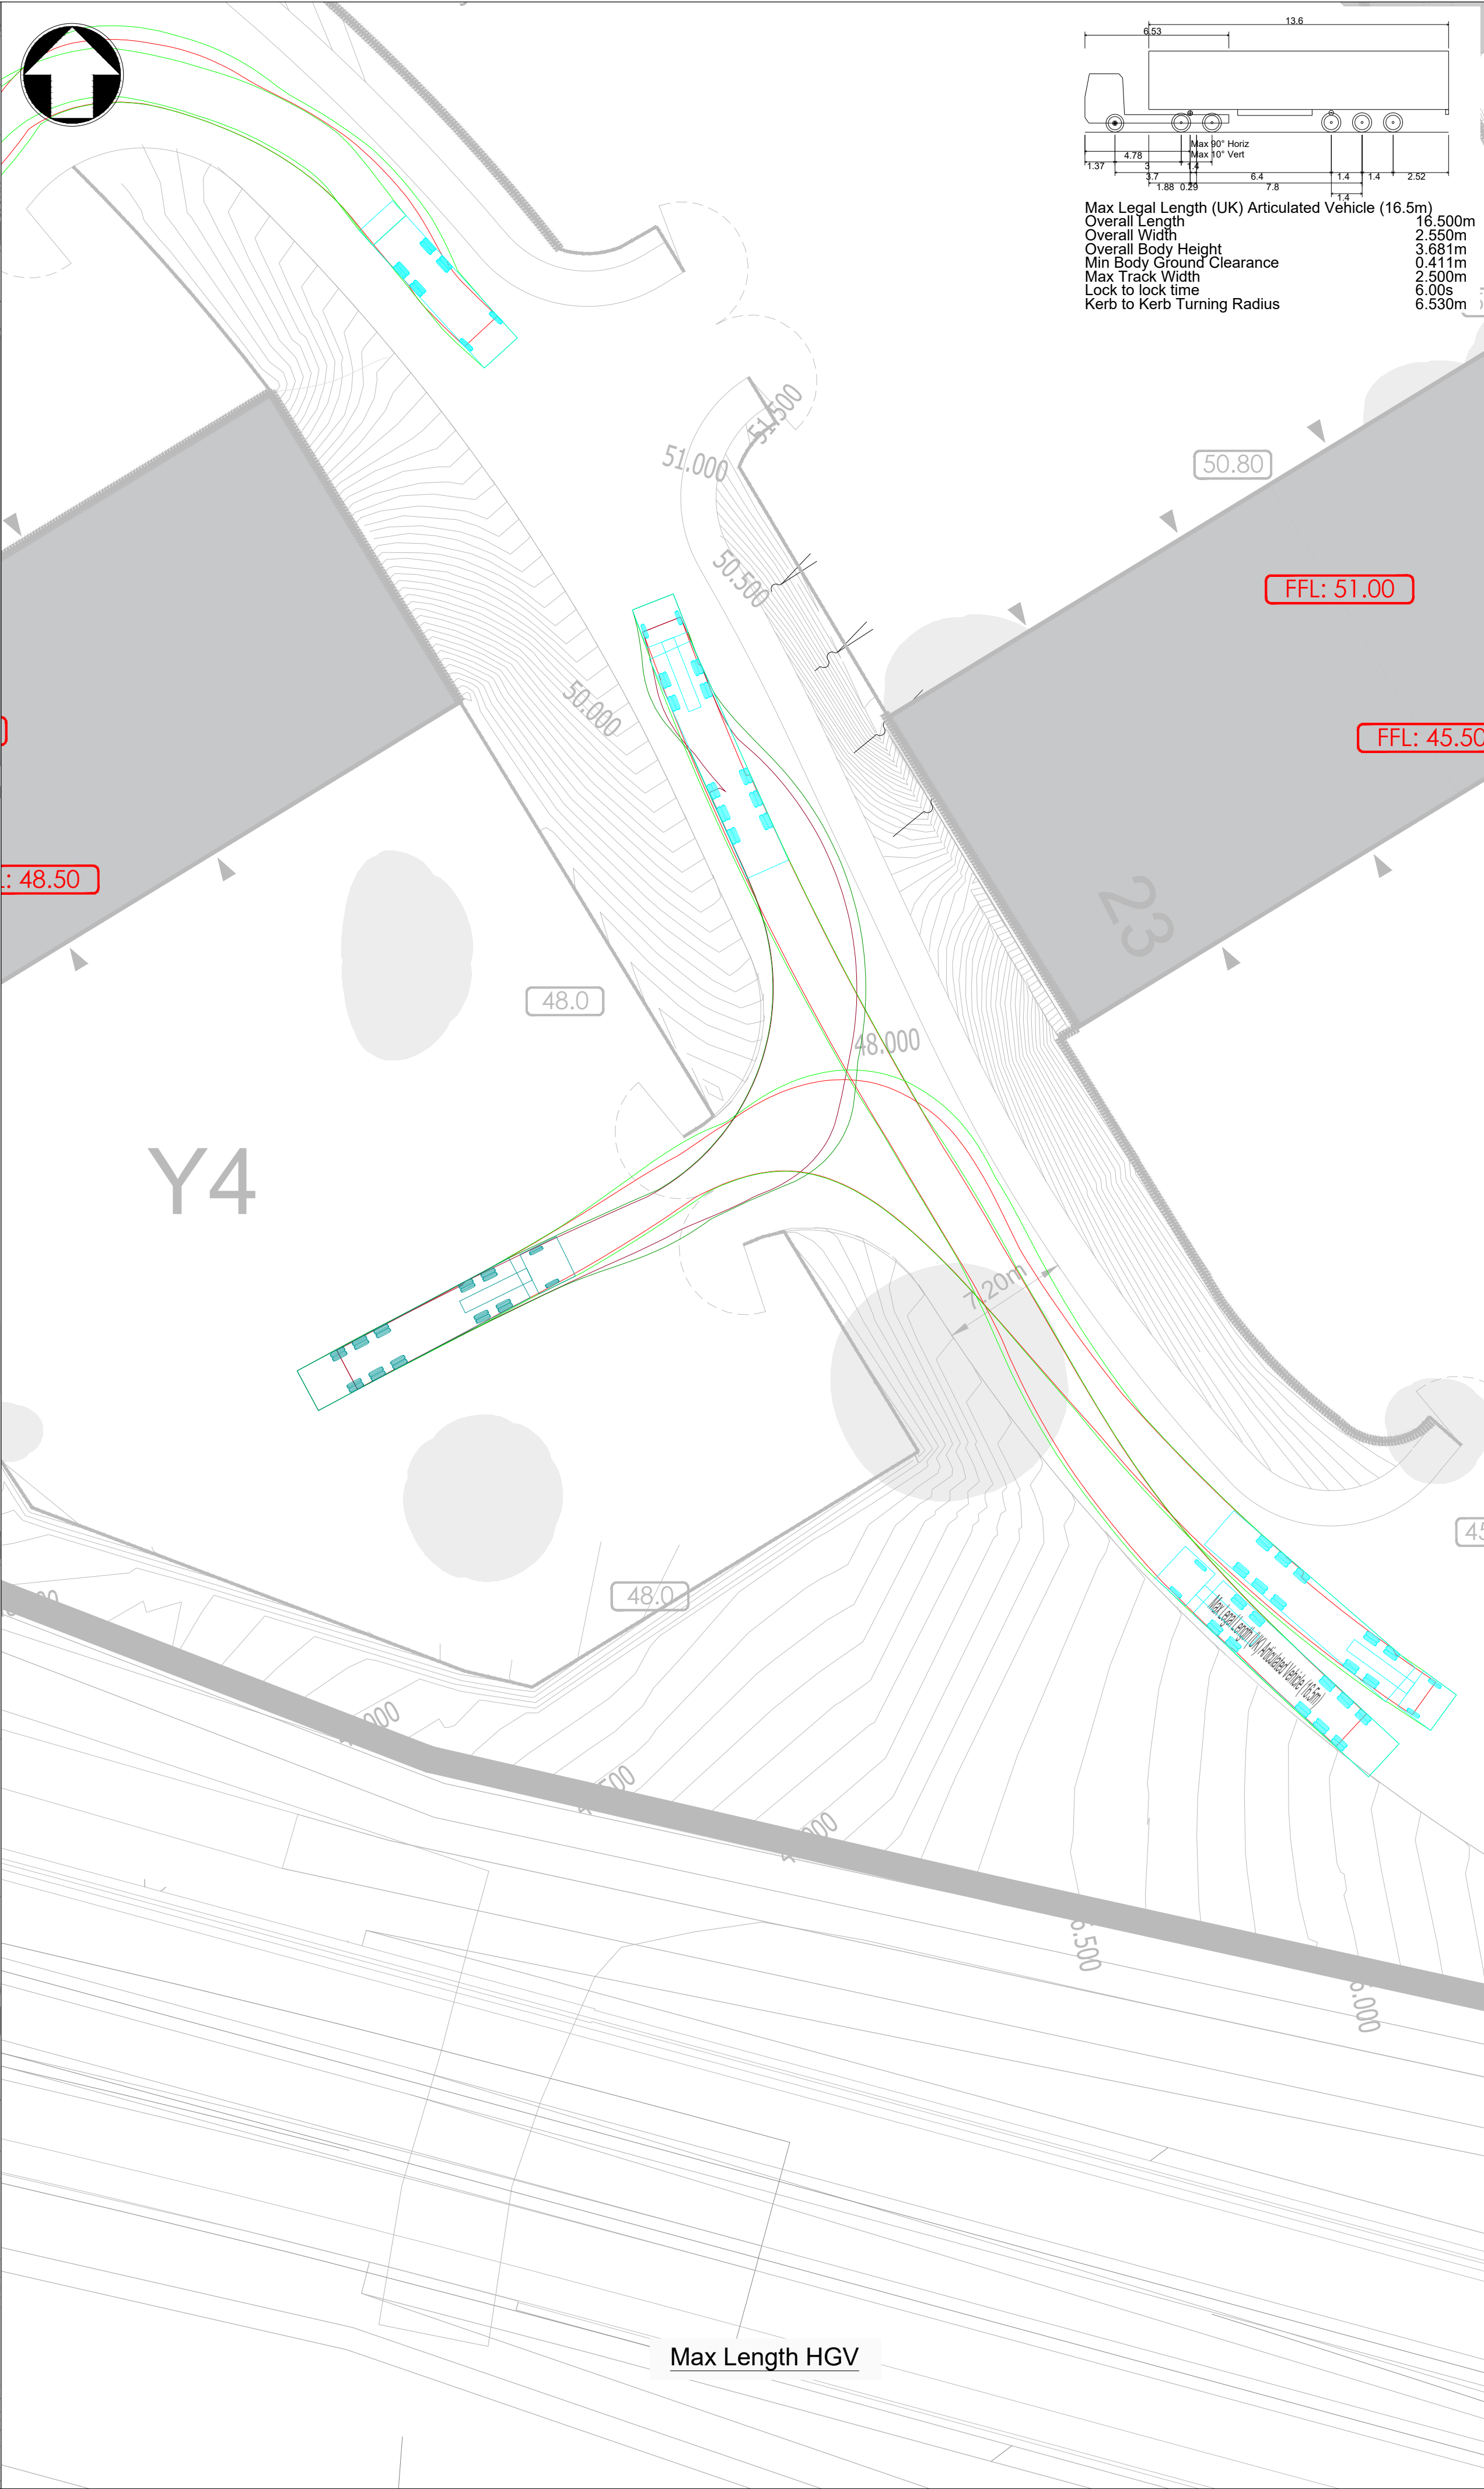 13.6
6.53
Max 90° Horiz
Max 10° Vert
4.78
1.37
3
1.4
3.7
6.4
1.4
1.4
2.52
1.88
0.29
7.8
1.4
Max Legal Length (UK) Articulated Vehicle (16.5m)
Overall Length 16.500m
Overall Width 2.550m
Overall Body Height 3.681m
Min Body Ground Clearance 0.411m
Max Track Width 2.500m
Lock to lock time 6.00s
Kerb to Kerb Turning Radius 6.530m
51.500
51.000
50.80
50.500
FFL: 51.00
50.000
FFL: 45.50
: 48.50
23
48.0
48.000
Y4
7.20m
48.0
Max Legal Length (UK) Articulated Vehicle (16.5m)
Max Length HGV